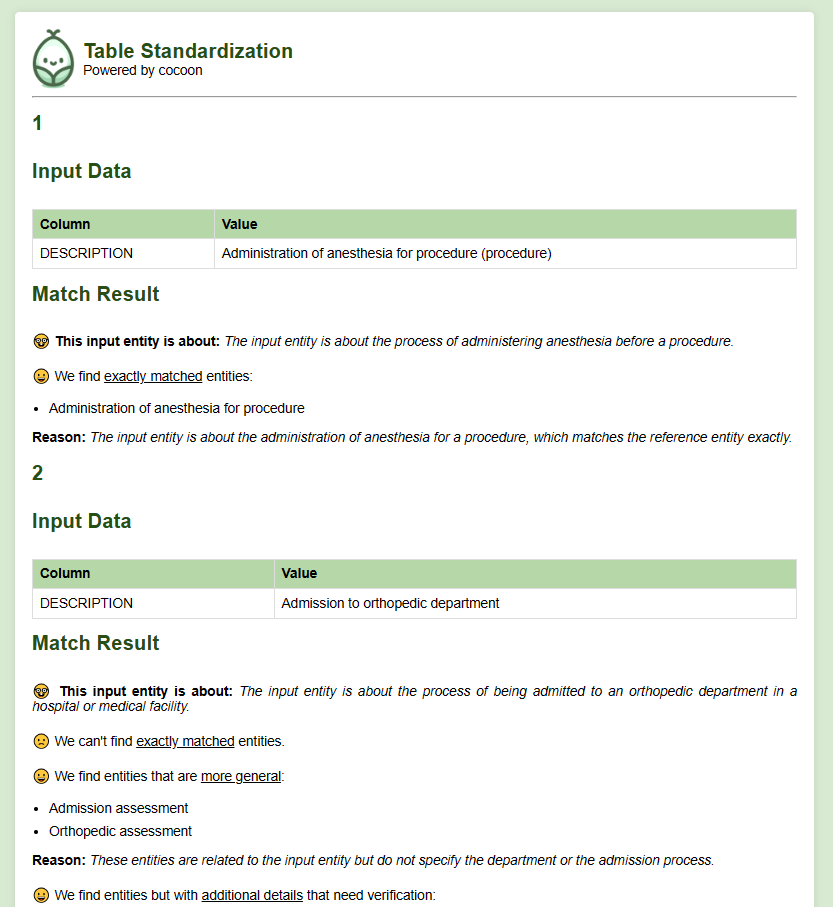 Table Standardization
Powered by cocoon
1
Input Data
Column Value
DESCRIPTION Administration of anesthesia for procedure (procedure)
Match Result
This input entity is about: The input entity is about the process of administering anesthesia before a procedure.
We find exactly matched entities:
• Administration of anesthesia for procedure
Reason: The input entity is about the administration of anesthesia for a procedure, which matches the reference entity exactly.
2
Input Data
Column Value
DESCRIPTION Admission to orthopedic department
Match Result
This input entity is about: The input entity is about the process of being admitted to an orthopedic department in a
hospital or medical facility.
We can't find exactly matched entities.
We find entities that are more general:
• Admission assessment
• Orthopedic assessment
Reason: These entities are related to the input entity but do not specify the department or the admission process.
We find entities but with additional details that need verification: